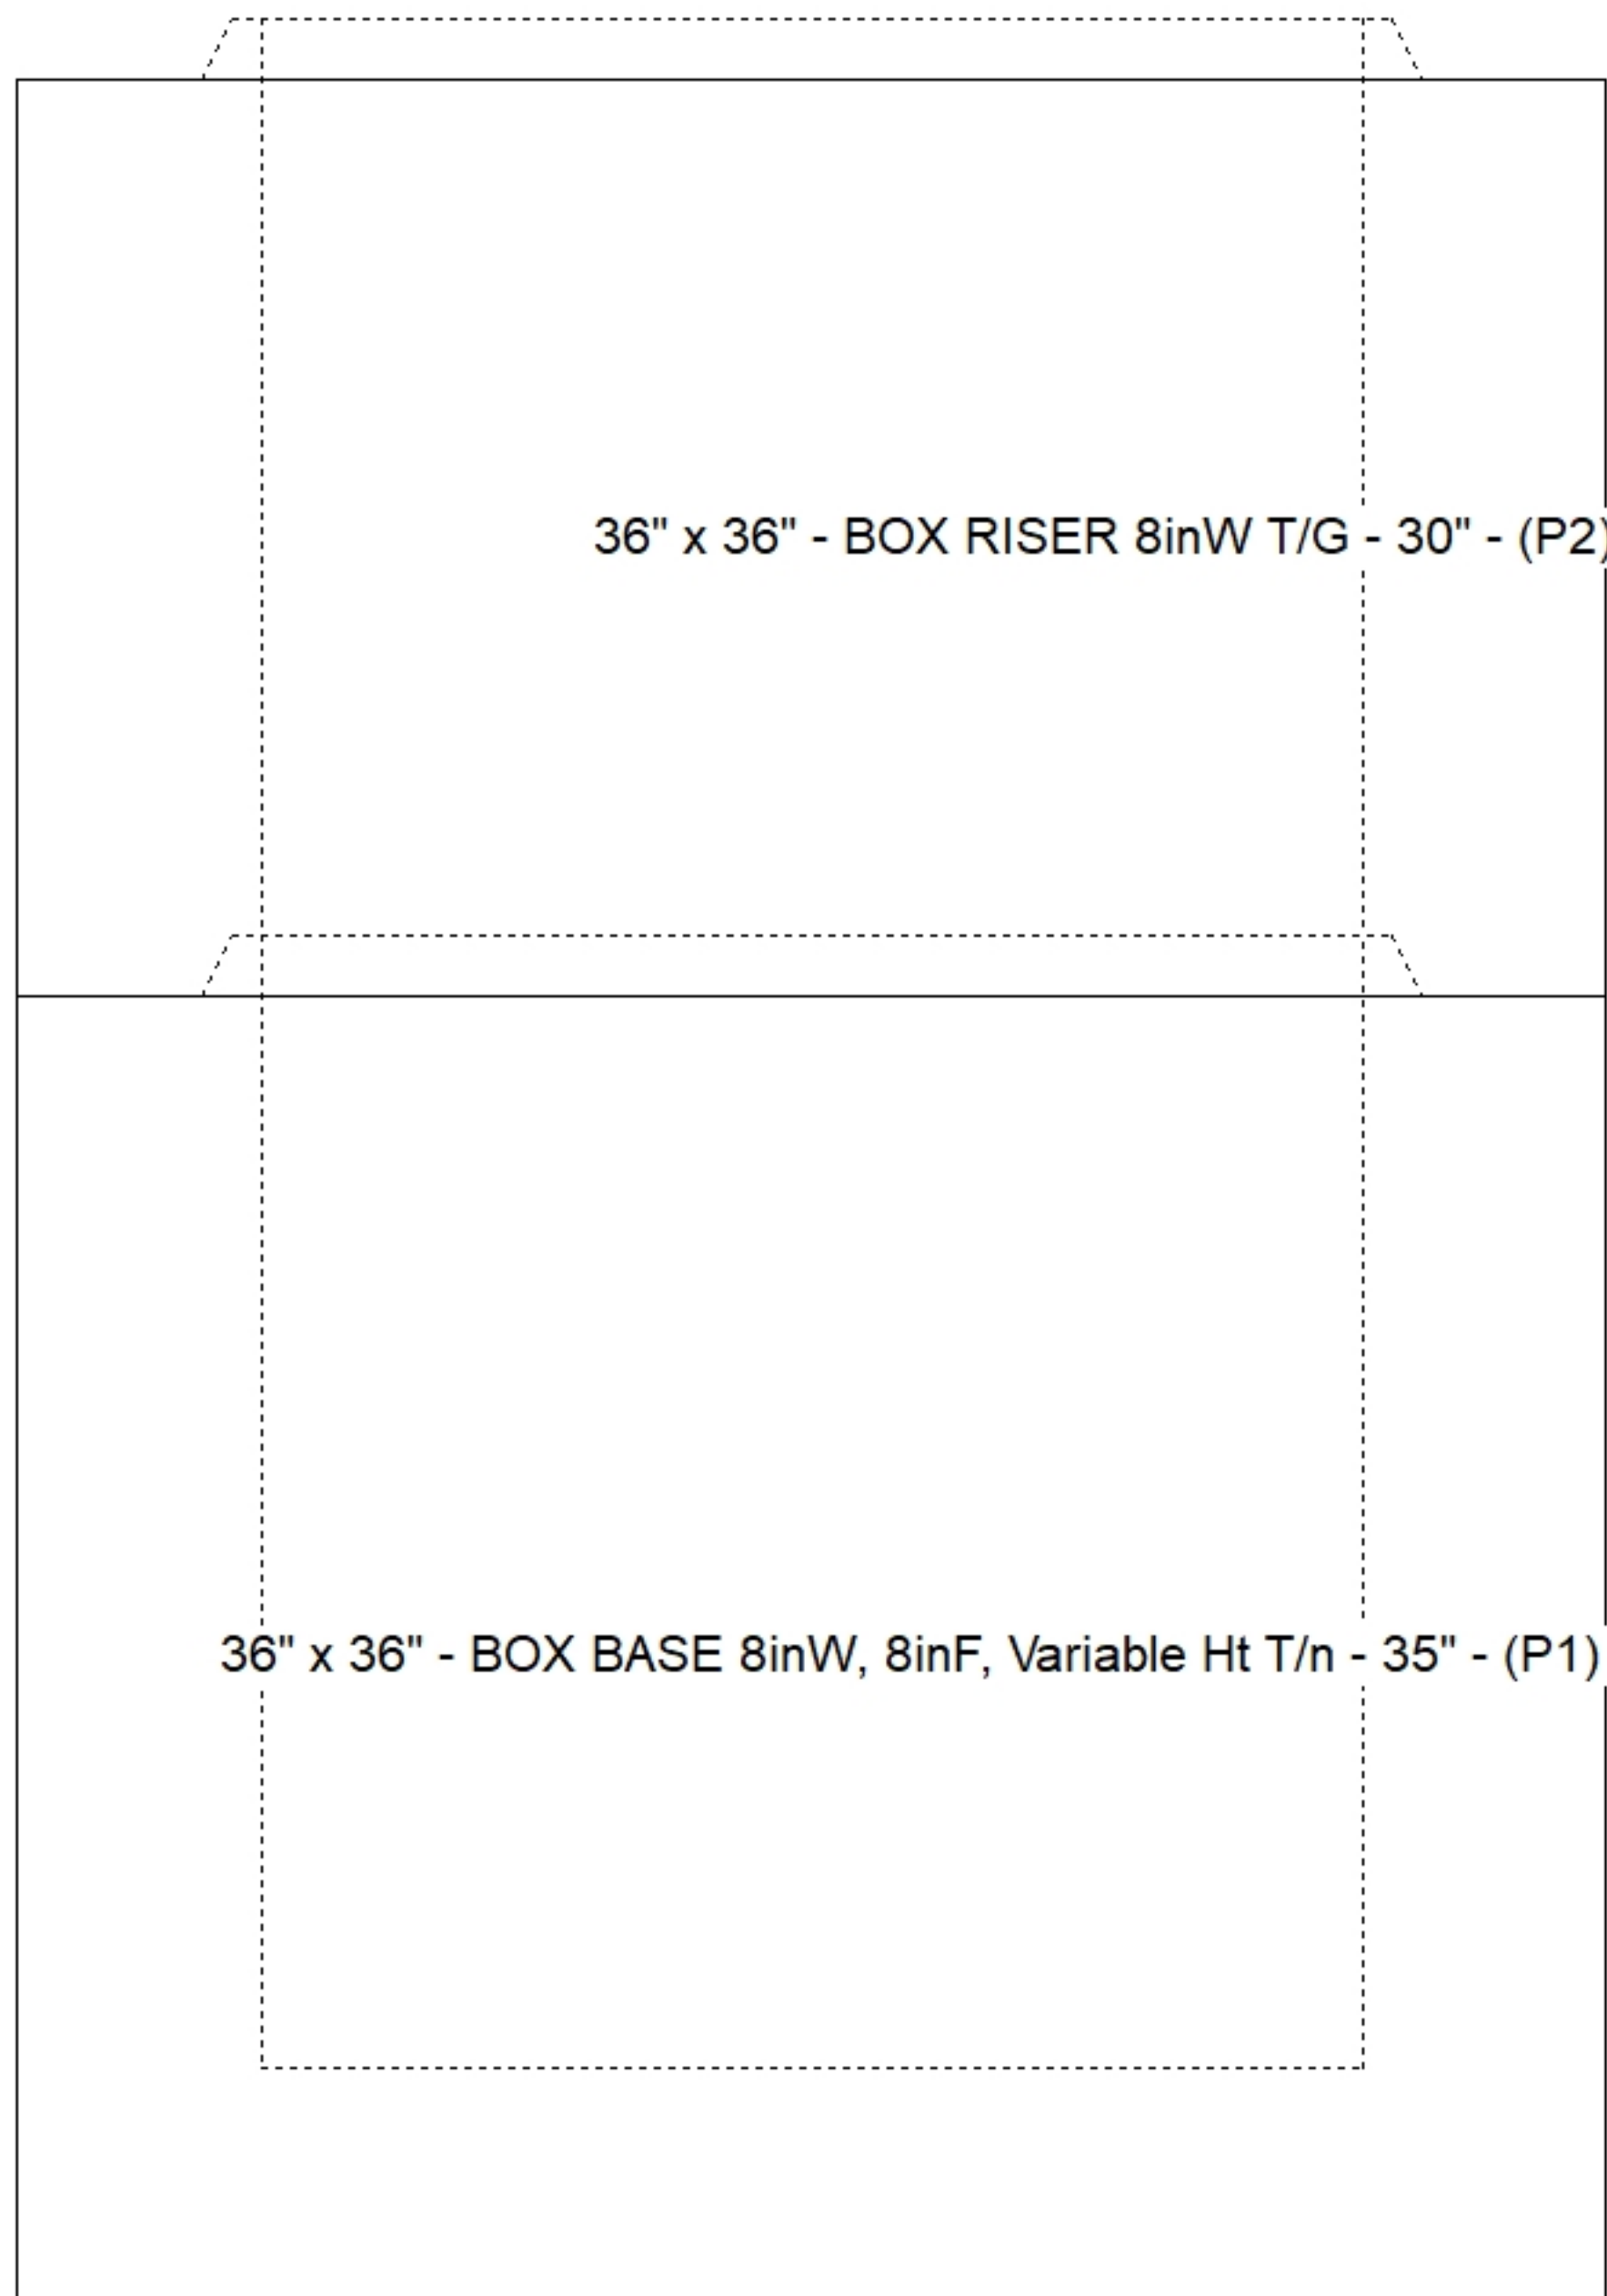 36" x 36" - BOX RISER 8inW T/G - 30" - (P2)
36" x 36" - BOX BASE 8inW, 8inF, Variable Ht T/n - 35" - (P1)